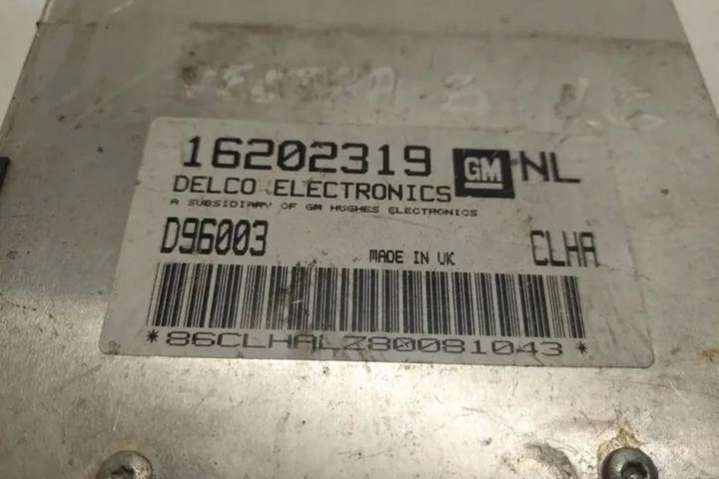 16202319 GM NL
DELCO ELECTRONICS
A SUBSIDIARY OF GM HUGHES ELECTRONICS
D96003 MADE IN UK CLHA
*86CLHALZ80081043*